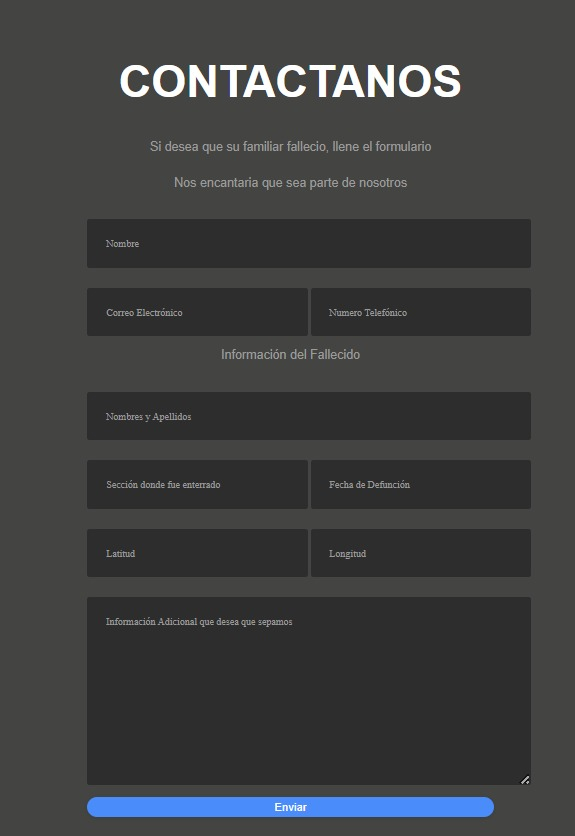 CONTACTANOS
Si desea que su familiar fallecio, llene el formulario
Nos encantaria que sea parte de nosotros
Nombre
Correo Electrónico
Numero Telefónico
Información del Fallecido
Nombres y Apellidos
Sección donde fue enterrado
Fecha de Defunción
Latitud
Longitud
Información Adicional que desea que sepamos
Enviar